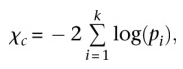 χ_c = − 2 ∑_{i=1}^{k} log(p_i),